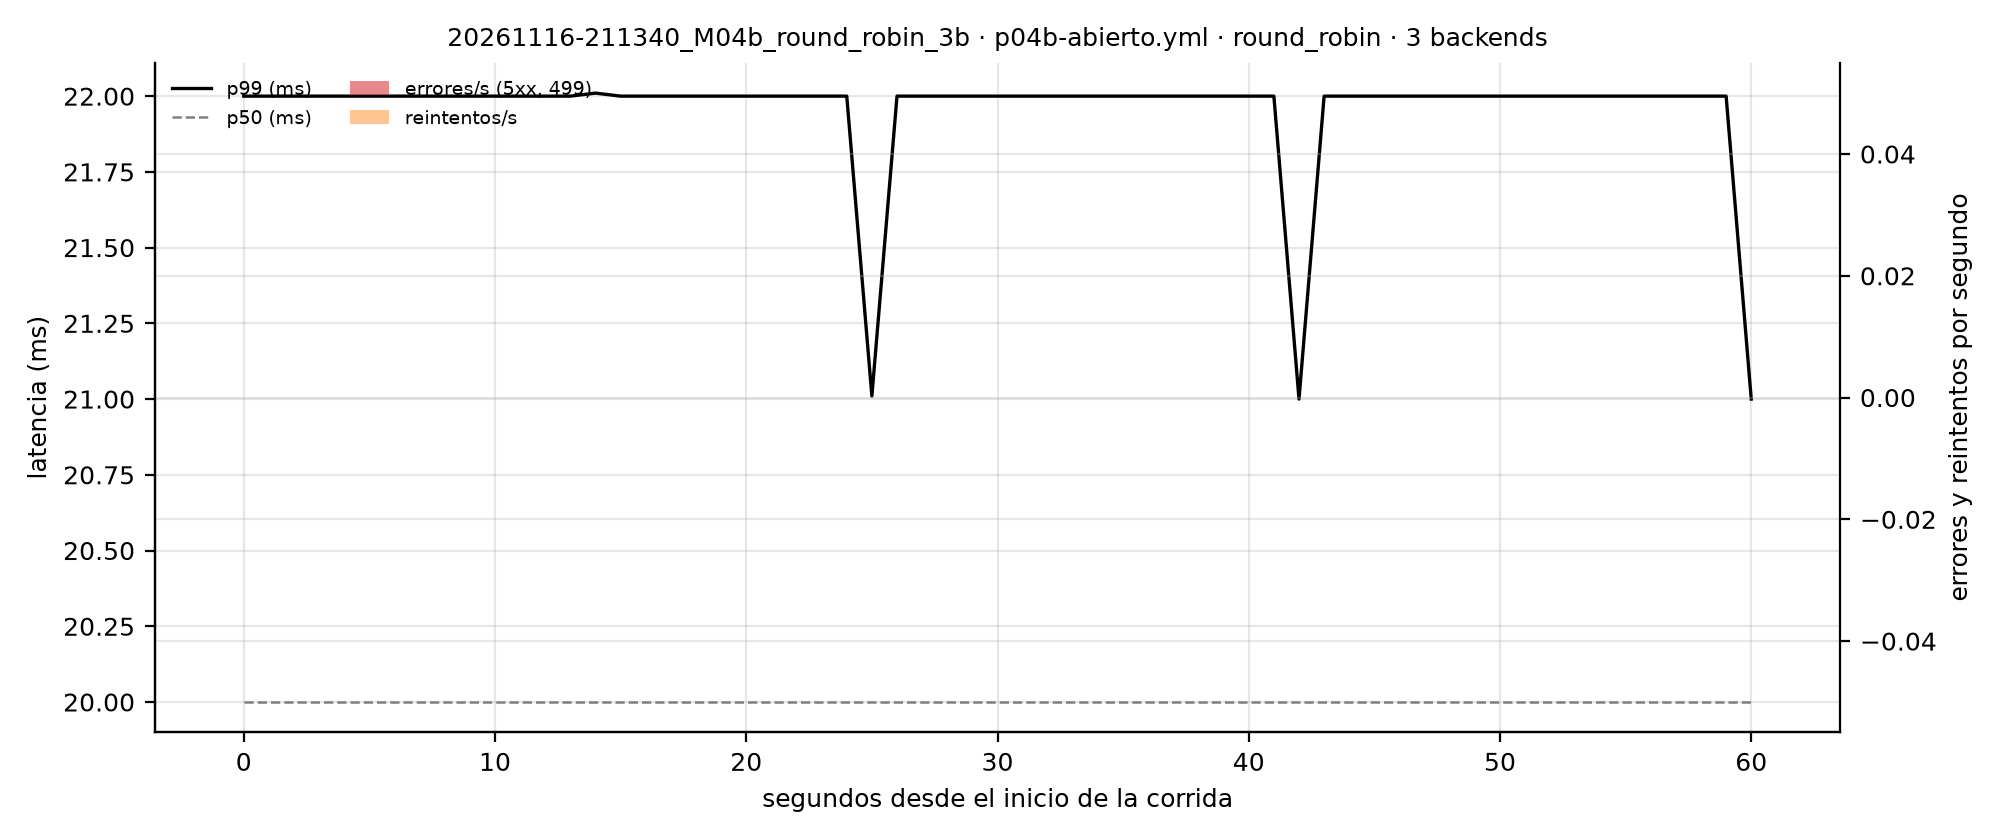 20261116-211340_M04b_round_robin_3b · p04b-abierto.yml · round_robin · 3 backends
p99 (ms)
p50 (ms)
errores/s (5xx, 499)
reintentos/s
latencia (ms)
22.00
21.75
21.50
21.25
21.00
20.75
20.50
20.25
20.00
0.04
0.02
0.00
−0.02
−0.04
errores y reintentos por segundo
0 10 20 30 40 50 60
segundos desde el inicio de la corrida